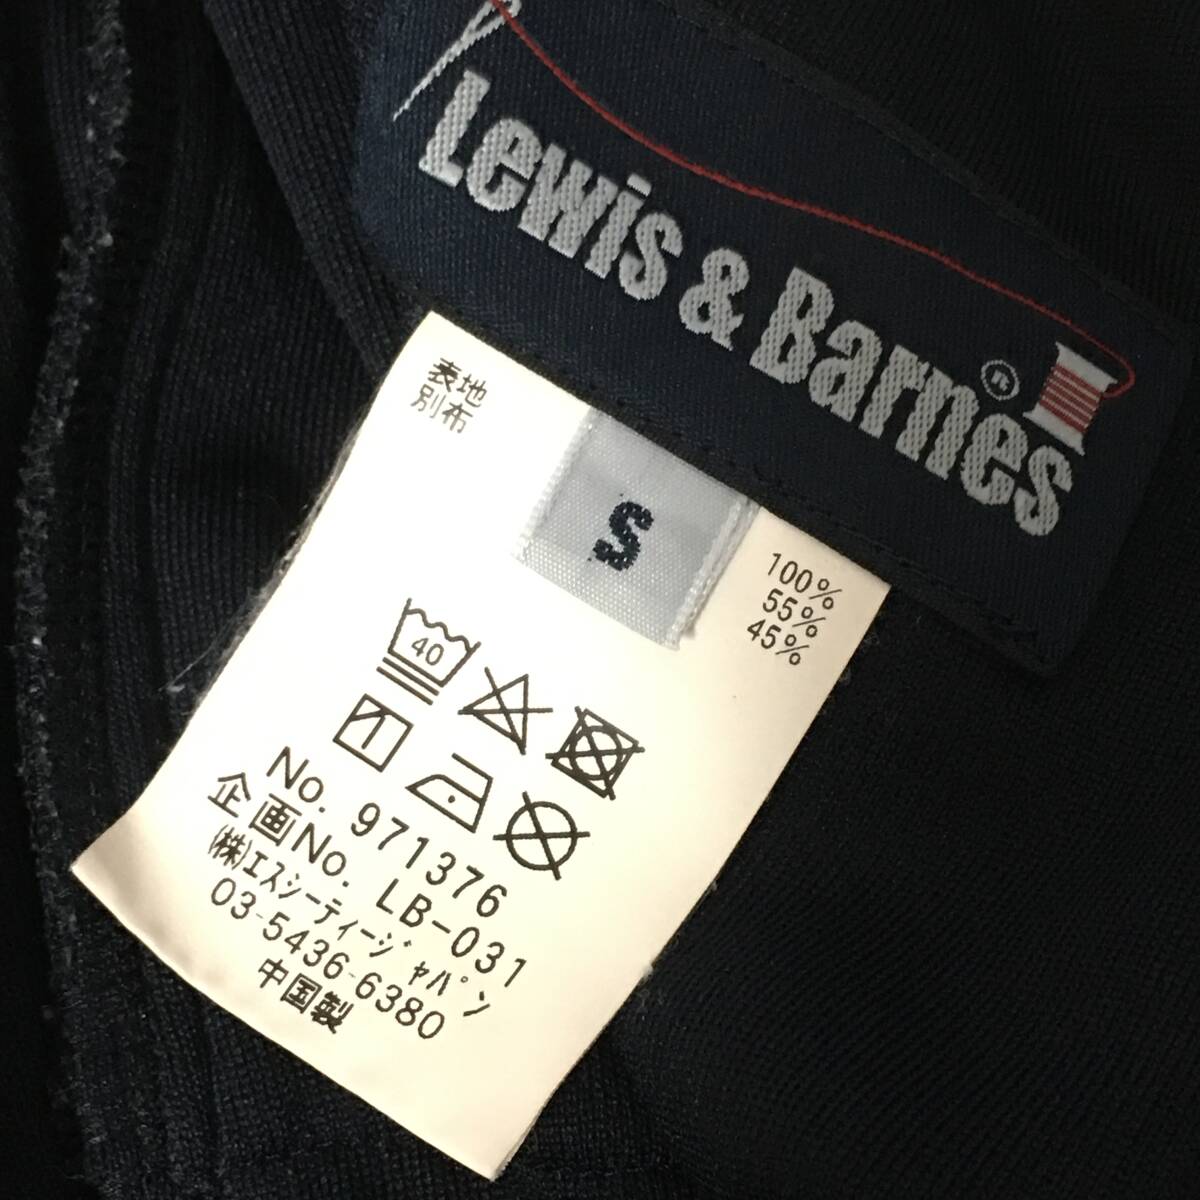 Lewis & Barnes
®
表地
別布
S
100%
55%
45%
40
No. 971376
企画No. LB-031
(株)エスシーティージャパン
03-5436-6380
中国製